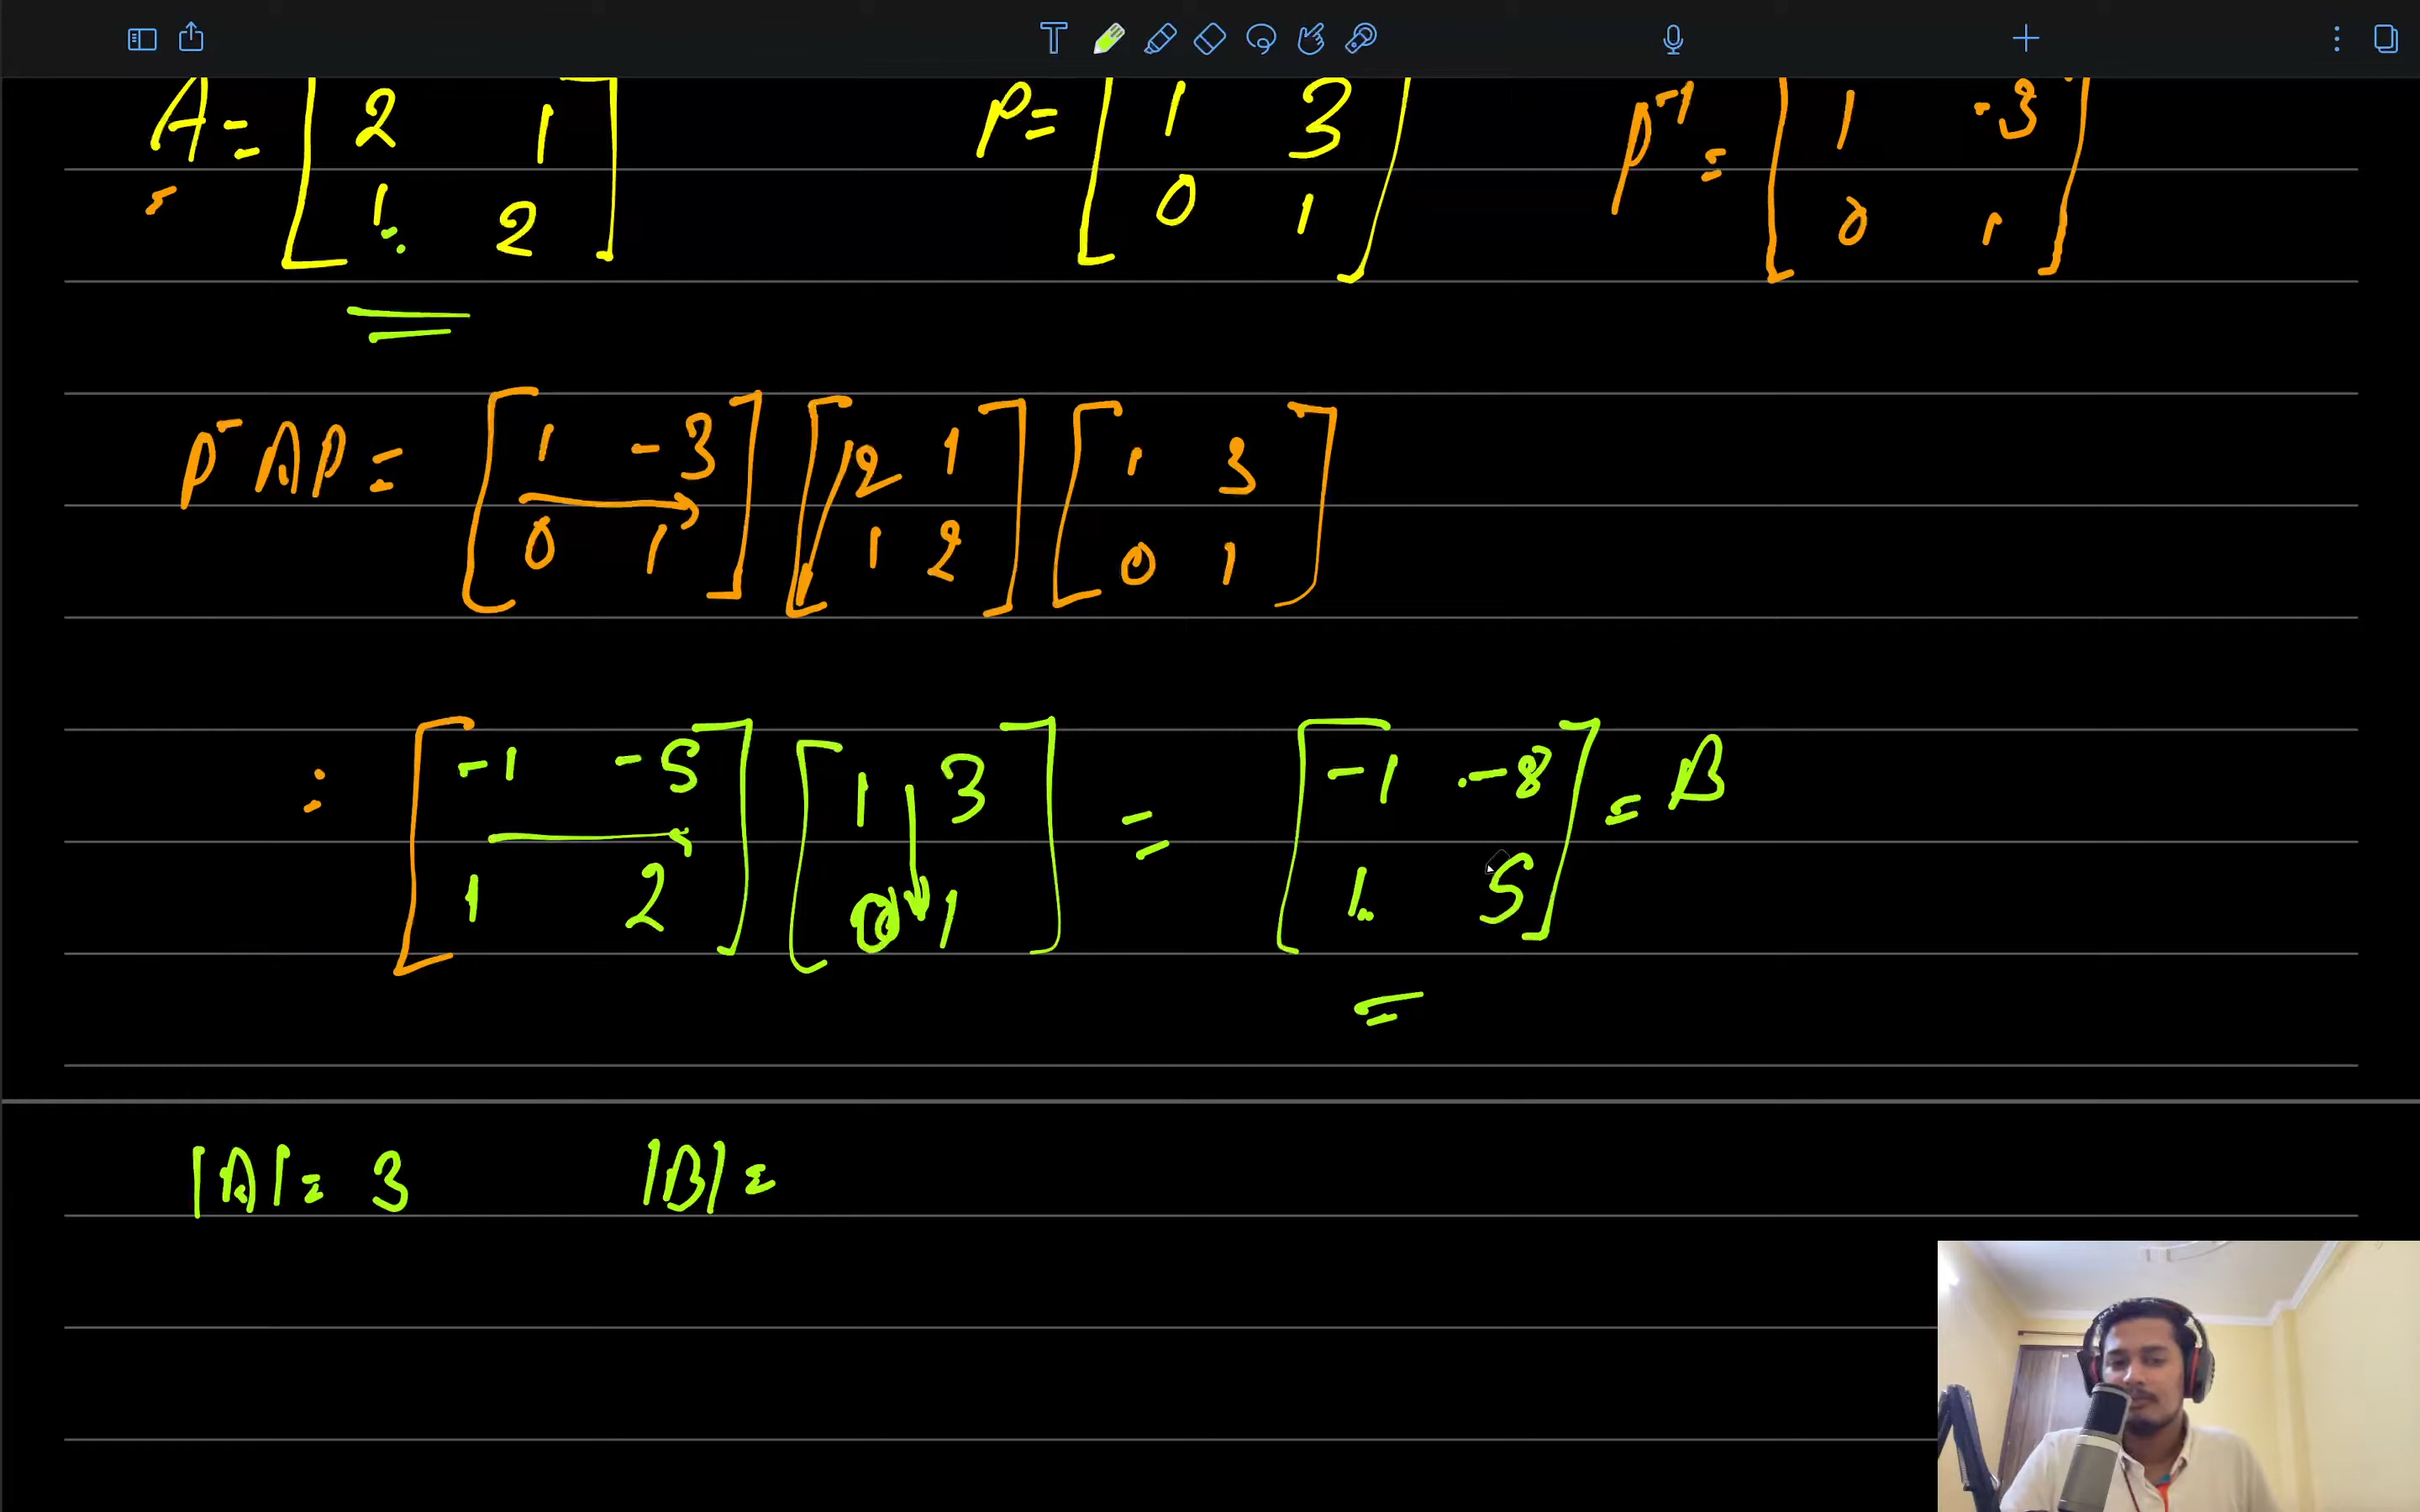 A = [ 2 1 P = [ 1 3 P⁻¹ = [ 1 -3
1 2 ] 0 1 ] 0 1 ]
P⁻ A P = [ 1 -3 ] [ 2 1 ] [ 1 3 ]
0 1 1 2 0 1
: [ -1 -5 ] [ 1 3 ] = [ -1 -8 ] = B
1 2 0 1 1 5
|A| = 3 |B| =